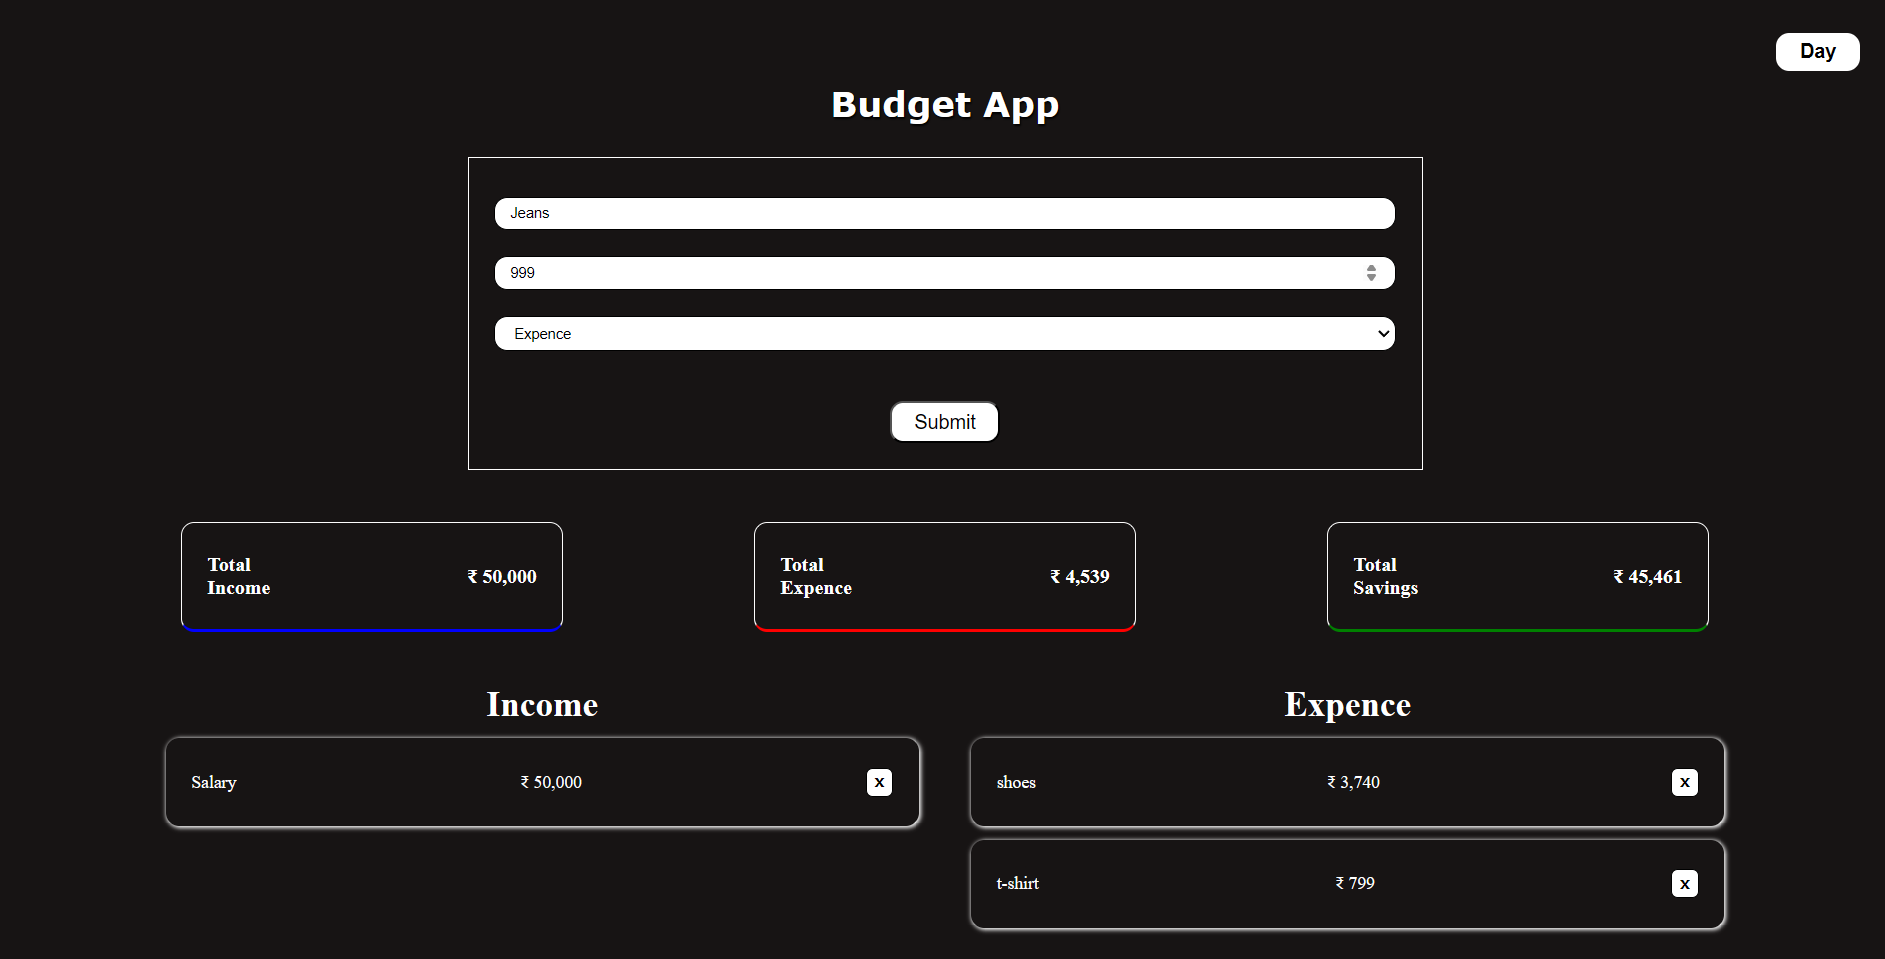 Day
Budget App
Jeans
999
Expence
Submit
Total
Income
₹ 50,000
Total
Expence
₹ 4,539
Total
Savings
₹ 45,461
Income
Expence
Salary ₹ 50,000 x
shoes ₹ 3,740 x
t-shirt ₹ 799 x